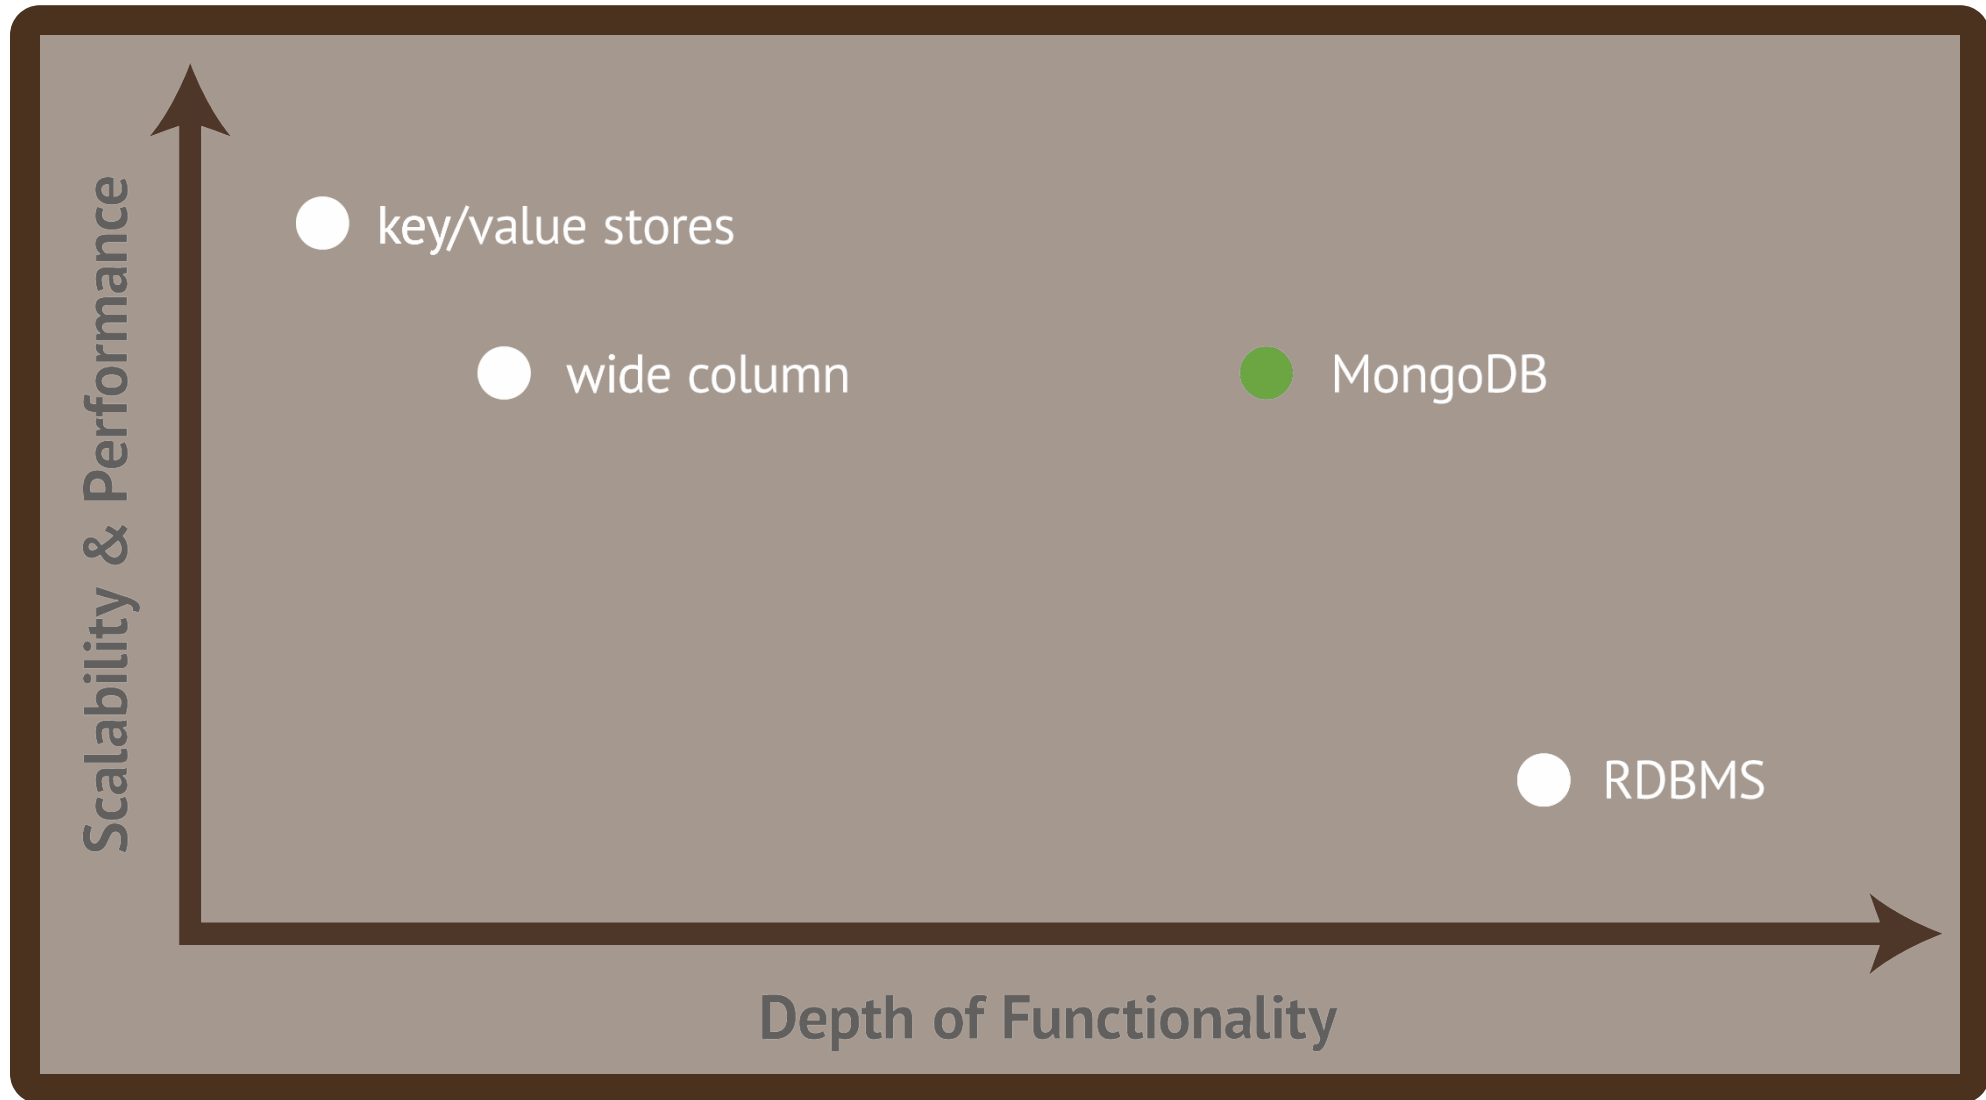 Scalability & Performance
key/value stores
wide column
MongoDB
RDBMS
Depth of Functionality